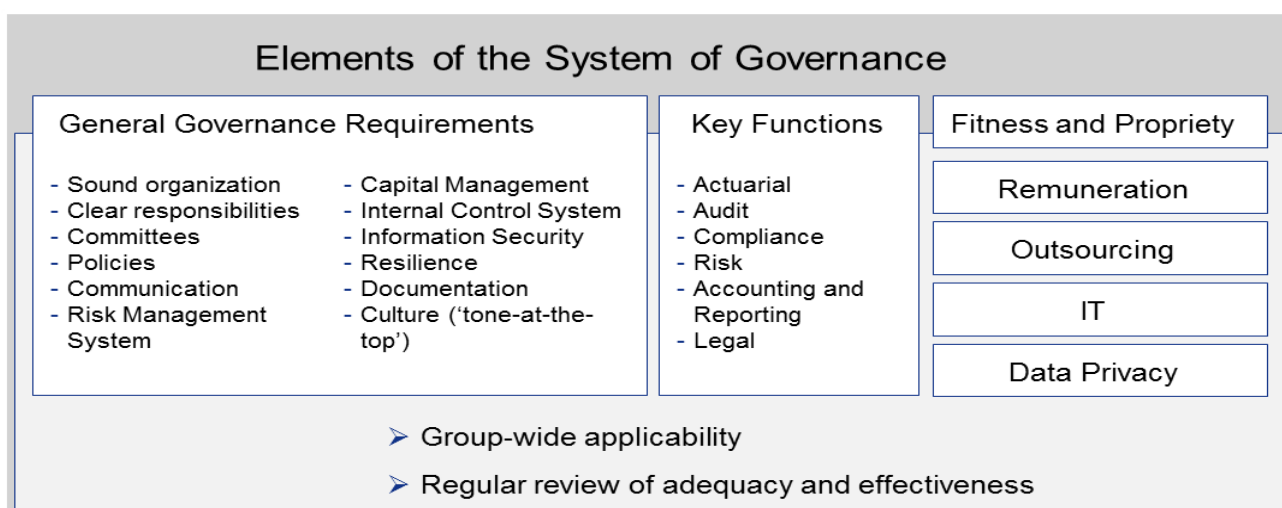 Elements of the System of Governance
General Governance Requirements
- Sound organization
- Clear responsibilities
- Committees
- Policies
- Communication
- Risk Management
System
- Capital Management
- Internal Control System
- Information Security
- Resilience
- Documentation
- Culture (‘tone-at-the-
top’)
Key Functions
- Actuarial
- Audit
- Compliance
- Risk
- Accounting and
Reporting
- Legal
Fitness and Propriety
Remuneration
Outsourcing
IT
Data Privacy
➢ Group-wide applicability
➢ Regular review of adequacy and effectiveness